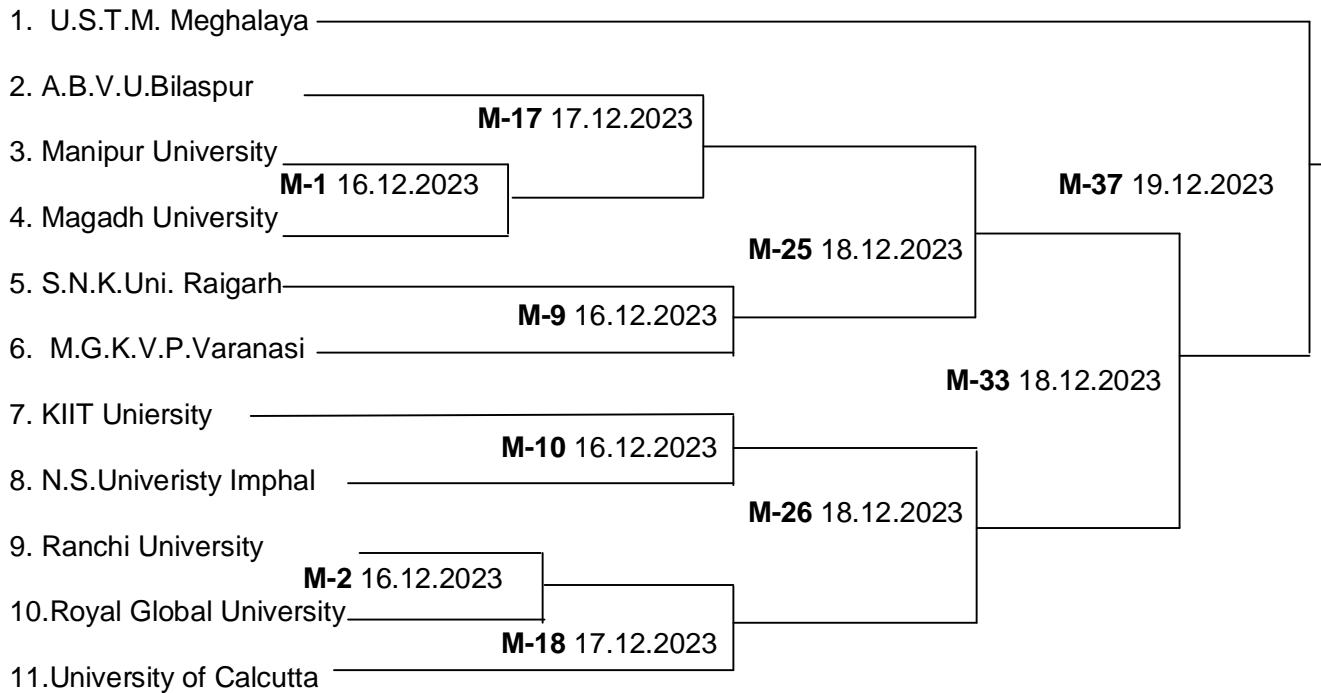 1. U.S.T.M. Meghalaya
2. A.B.V.U.Bilaspur
M-17 17.12.2023
3. Manipur University
M-1 16.12.2023
M-37 19.12.2023
4. Magadh University
M-25 18.12.2023
5. S.N.K.Uni. Raigarh
M-9 16.12.2023
6. M.G.K.V.P.Varanasi
M-33 18.12.2023
7. KIIT Uniersity
M-10 16.12.2023
8. N.S.Univeristy Imphal
M-26 18.12.2023
9. Ranchi University
M-2 16.12.2023
10.Royal Global University
M-18 17.12.2023
11.University of Calcutta